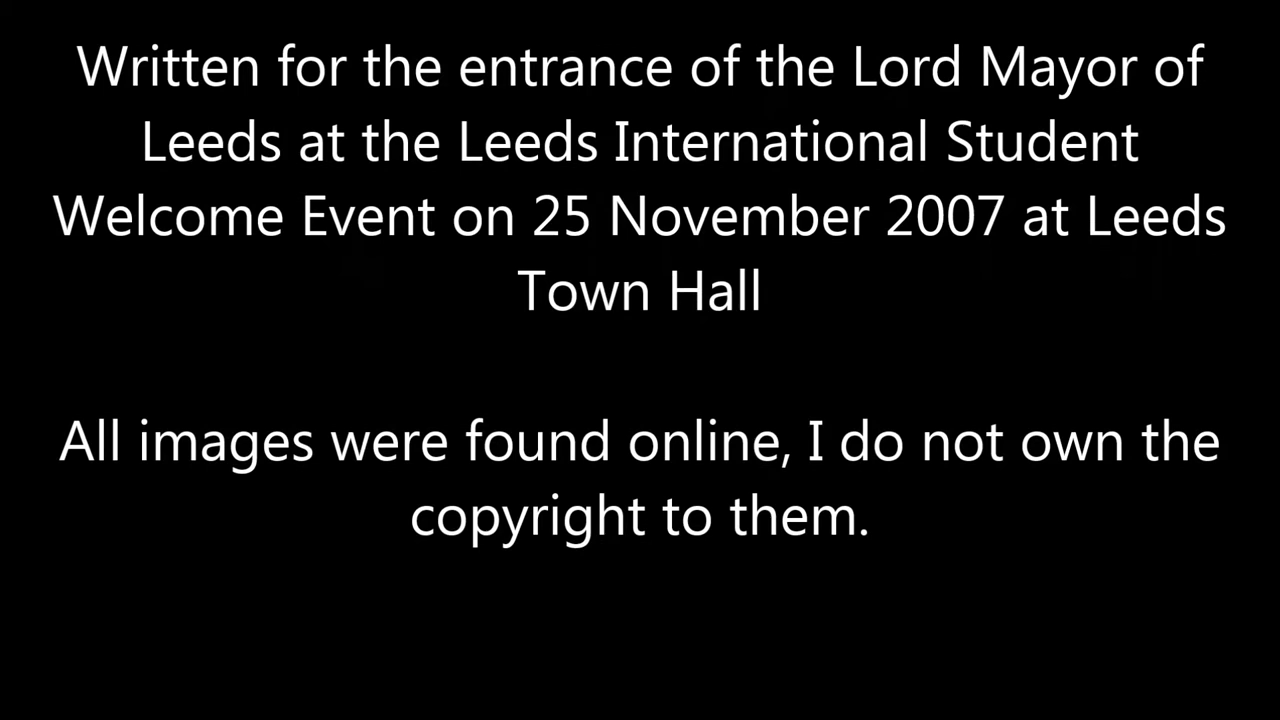 Written for the entrance of the Lord Mayor of
Leeds at the Leeds International Student
Welcome Event on 25 November 2007 at Leeds
Town Hall
All images were found online, I do not own the
copyright to them.